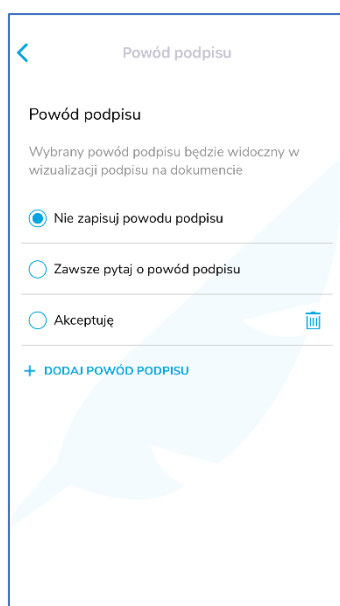 Powód podpisu
Powód podpisu
Wybrany powód podpisu będzie widoczny w
wizualizacji podpisu na dokumencie
Nie zapisuj powodu podpisu
Zawsze pytaj o powód podpisu
Akceptuję
+ DODAJ POWÓD PODPISU